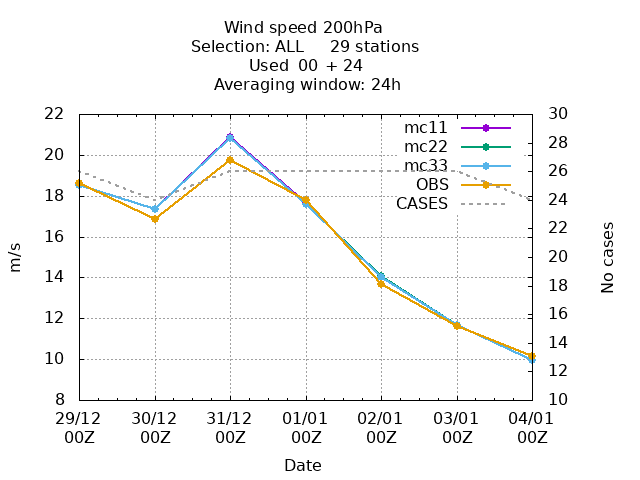 Wind speed 200hPa
Selection: ALL     29 stations
Used  00 + 24
Averaging window: 24h
22
20
18
16
14
12
10
8
m/s
30
28
26
24
22
20
18
16
14
12
10
No cases
mc11
mc22
mc33
OBS
CASES
29/12 30/12 31/12 01/01 02/01 03/01 04/01
00Z 00Z 00Z 00Z 00Z 00Z 00Z
Date